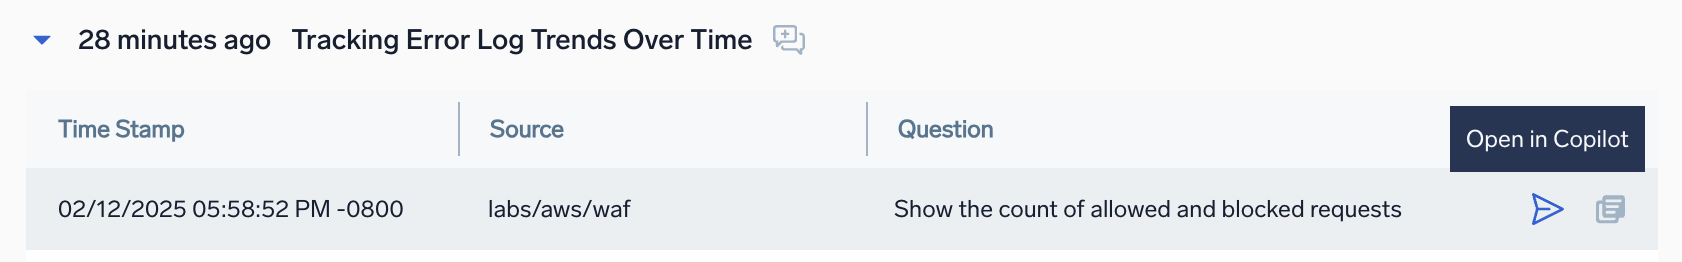 28 minutes ago Tracking Error Log Trends Over Time
Time Stamp Source Question Open in Copilot
02/12/2025 05:58:52 PM -0800 labs/aws/waf Show the count of allowed and blocked requests